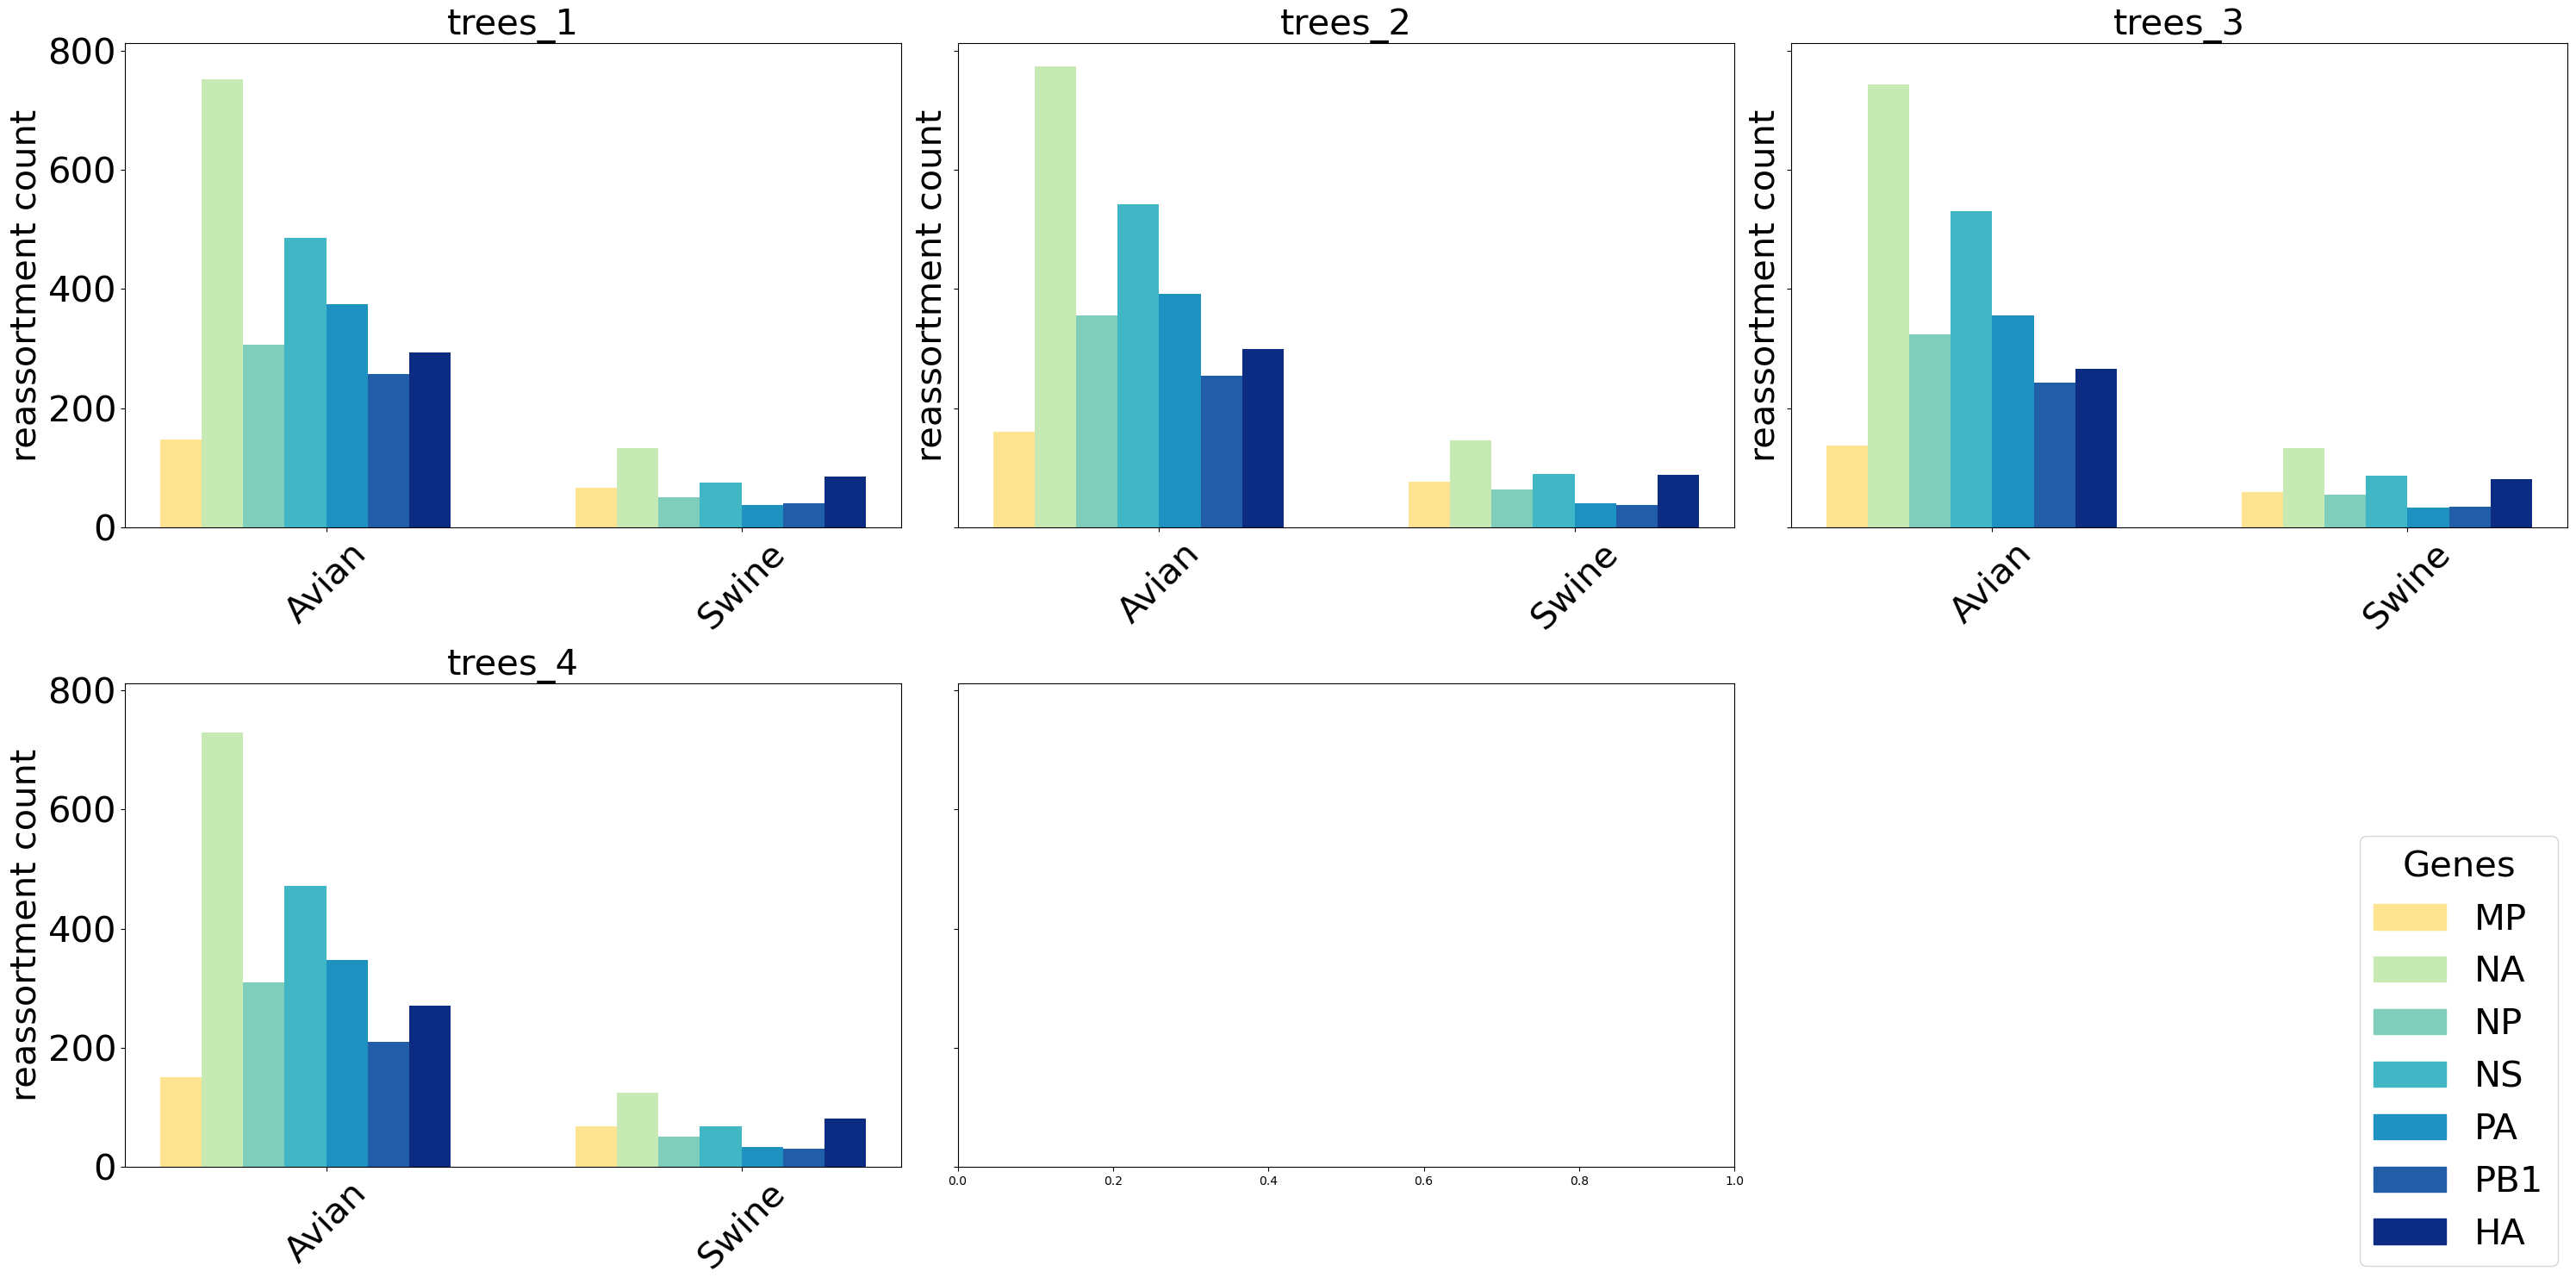 trees_1
trees_2
trees_3
800
600
400
200
0
reassortment count
reassortment count
reassortment count
Avian
Swine
Avian
Swine
Avian
Swine
trees_4
800
600
400
200
0
reassortment count
Avian
Swine
0.0
0.2
0.4
0.6
0.8
1.0
Genes
MP
NA
NP
NS
PA
PB1
HA